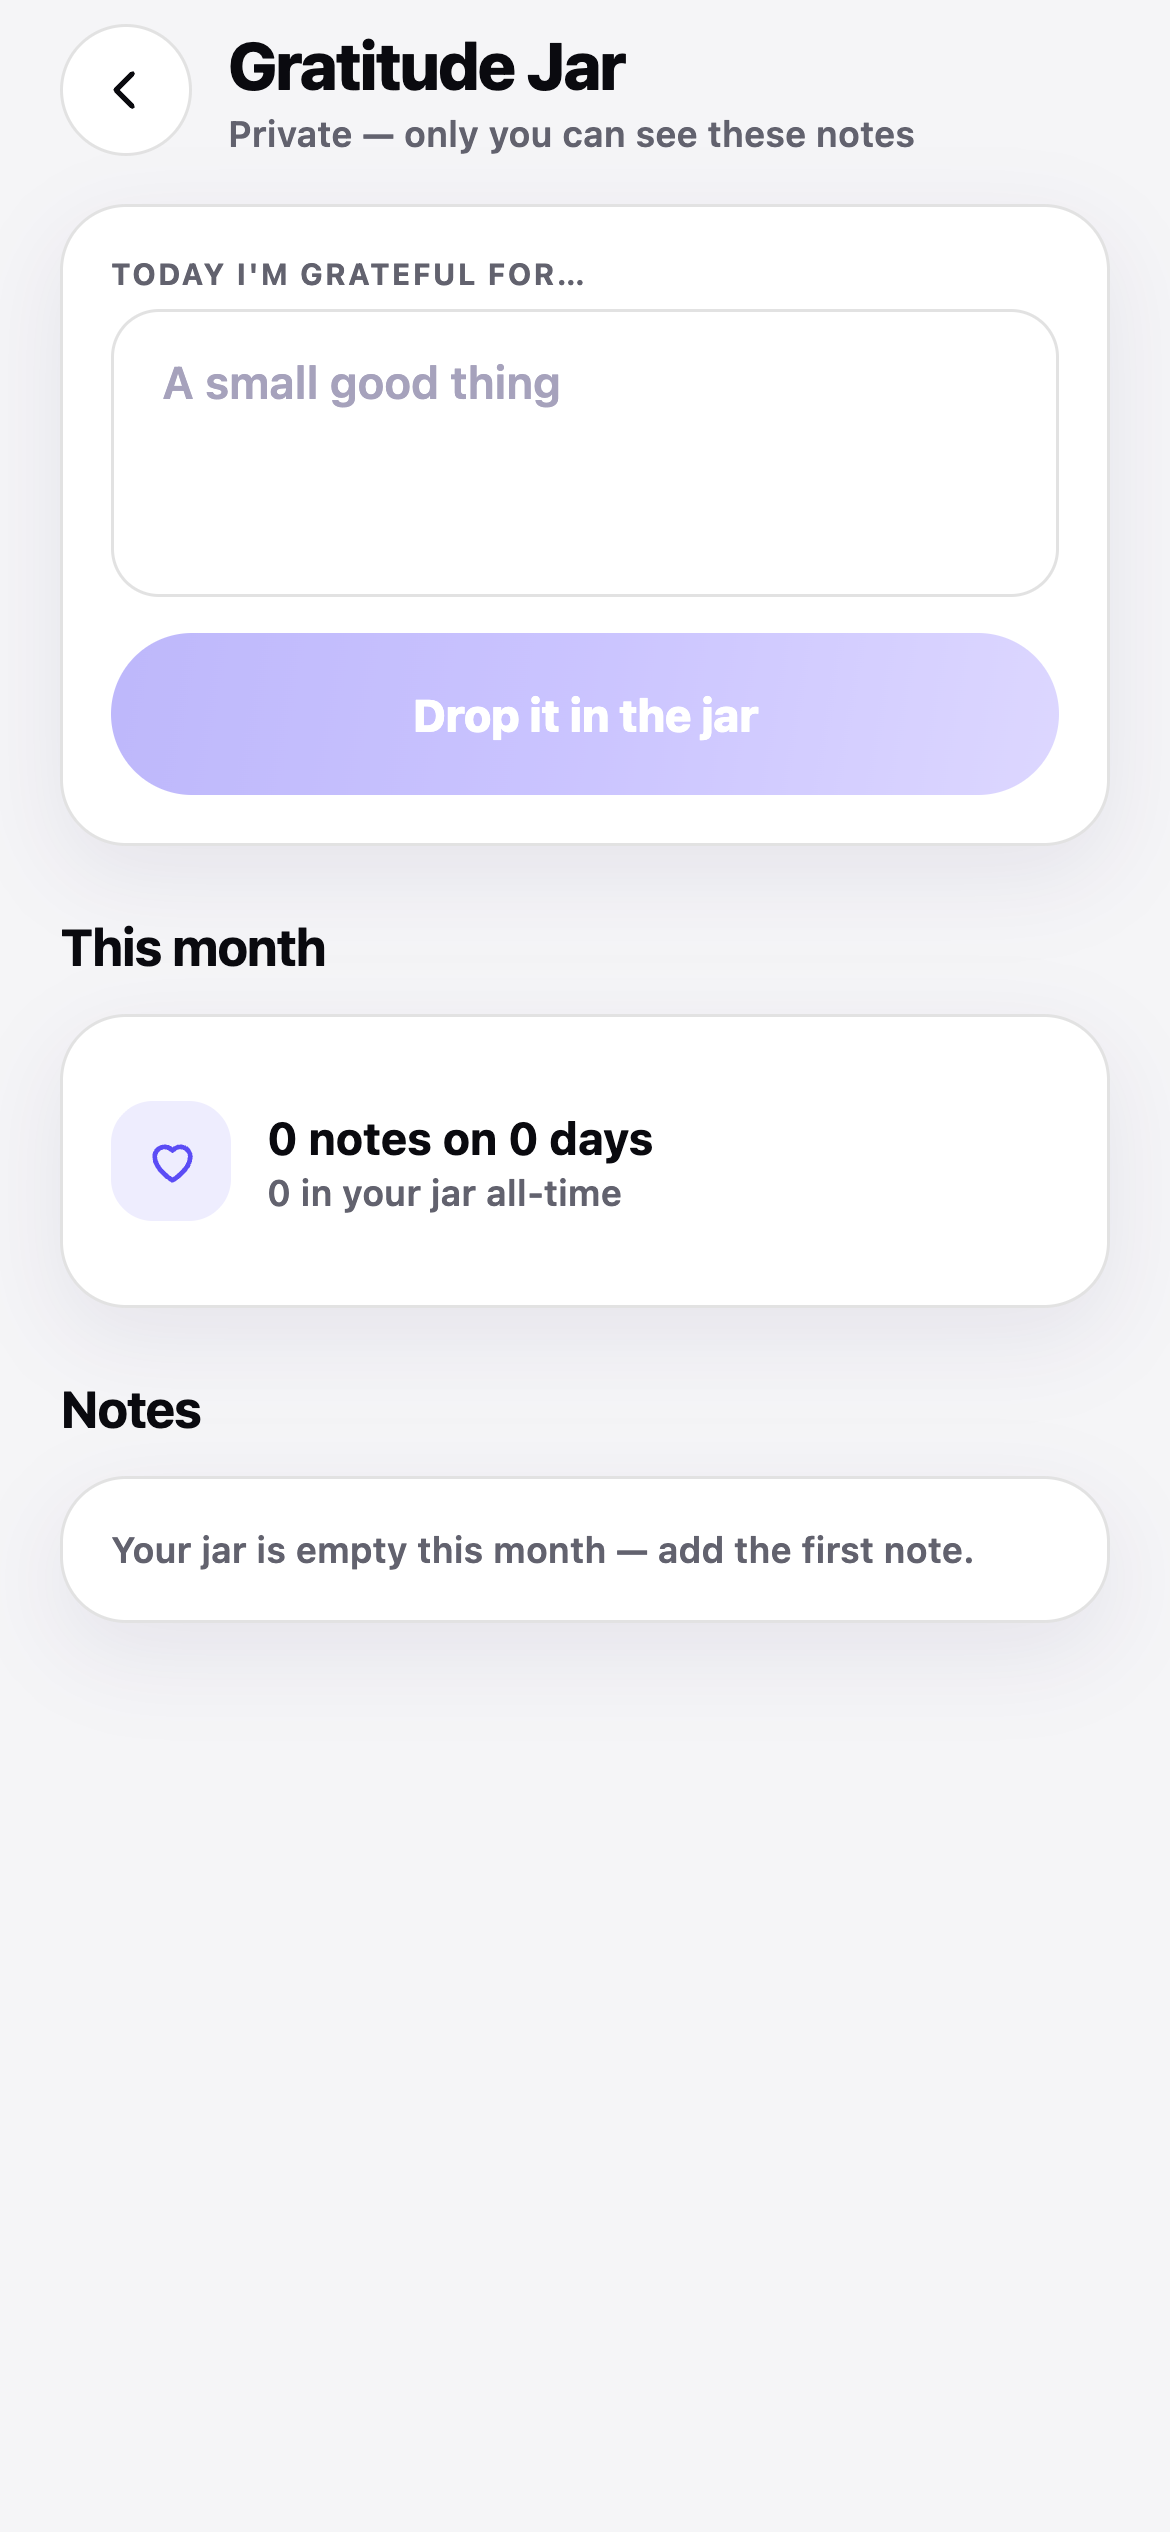 Gratitude Jar
Private — only you can see these notes
TODAY I'M GRATEFUL FOR…
A small good thing
Drop it in the jar
This month
0 notes on 0 days
0 in your jar all-time
Notes
Your jar is empty this month — add the first note.